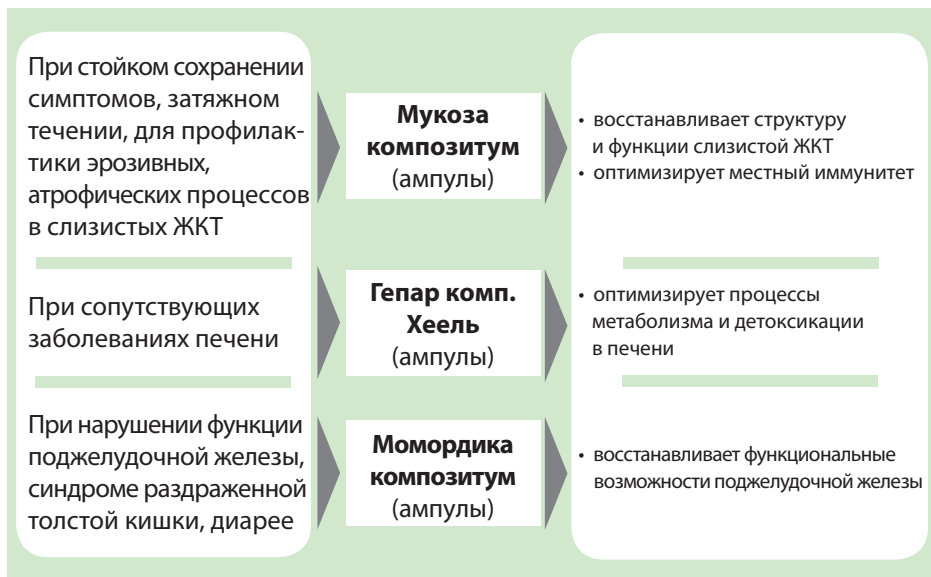 При стойком сохранении
симптомов, затяжном
течении, для профилак-
тики эрозивных,
атрофических процессов
в слизистых ЖКТ
Мукоза
композитум
(ампулы)
• восстанавливает структуру
и функции слизистой ЖКТ
• оптимизирует местный иммунитет
При сопутствующих
заболеваниях печени
Гепар комп.
Хеель
(ампулы)
• оптимизирует процессы
метаболизма и детоксикации
в печени
При нарушении функции
поджелудочной железы,
синдроме раздраженной
толстой кишки, диарее
Момордика
композитум
(ампулы)
• восстанавливает функциональные
возможности поджелудочной железы